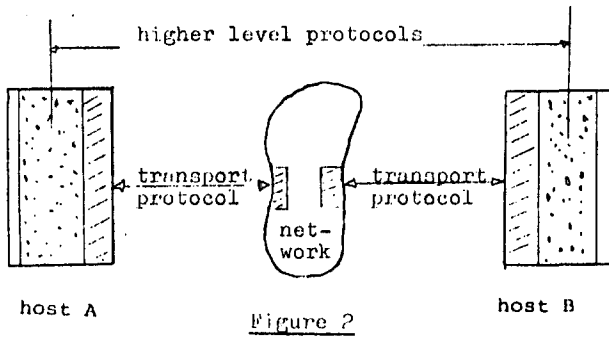 higher level protocols
transport
protocol
transport
protocol
net-
work
host A
host B
Figure 2